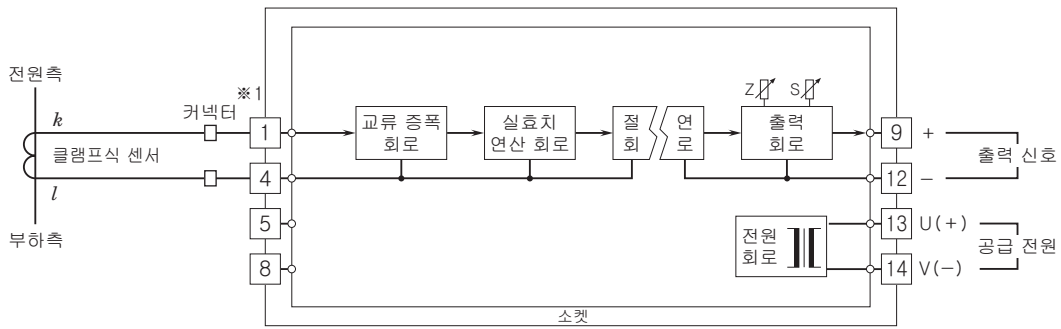 전원측
k
커넥터
※1
클램프식 센서
l
부하측
1
4
5
8
교류 증폭
회로
실효치
연산 회로
절 연
회 로
Z
S
출력
회로
전원
회로
9 +
12 −
출력 신호
13 U(+)
14 V(−)
공급 전원
소켓